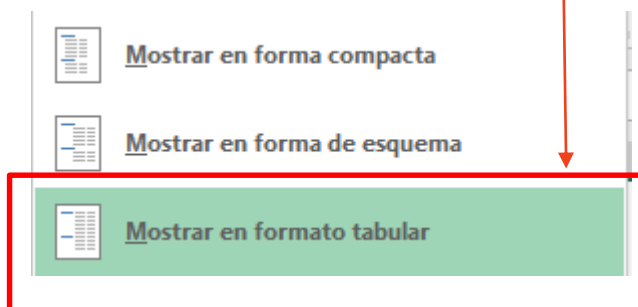 Mostrar en forma compacta
Mostrar en forma de esquema
Mostrar en formato tabular